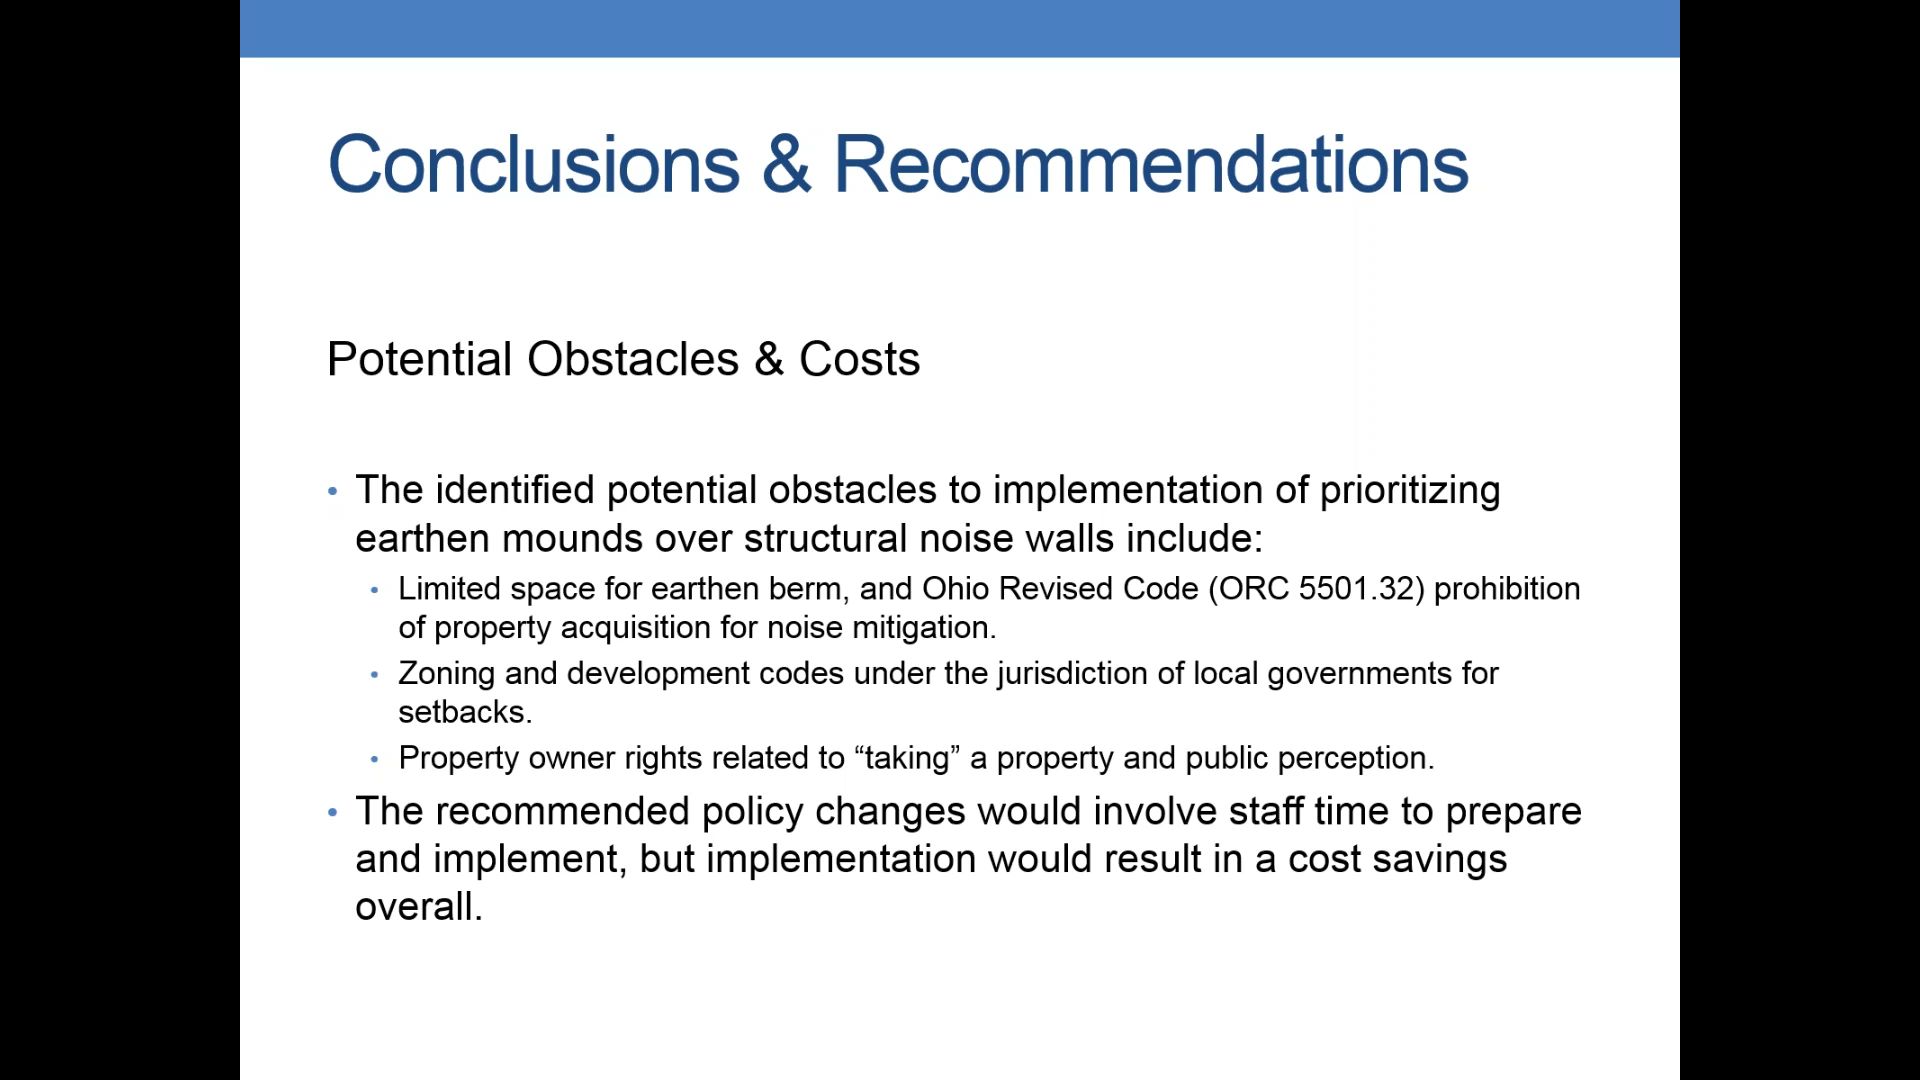 Conclusions & Recommendations
Potential Obstacles & Costs
• The identified potential obstacles to implementation of prioritizing
earthen mounds over structural noise walls include:
• Limited space for earthen berm, and Ohio Revised Code (ORC 5501.32) prohibition
of property acquisition for noise mitigation.
• Zoning and development codes under the jurisdiction of local governments for
setbacks.
• Property owner rights related to “taking” a property and public perception.
• The recommended policy changes would involve staff time to prepare
and implement, but implementation would result in a cost savings
overall.